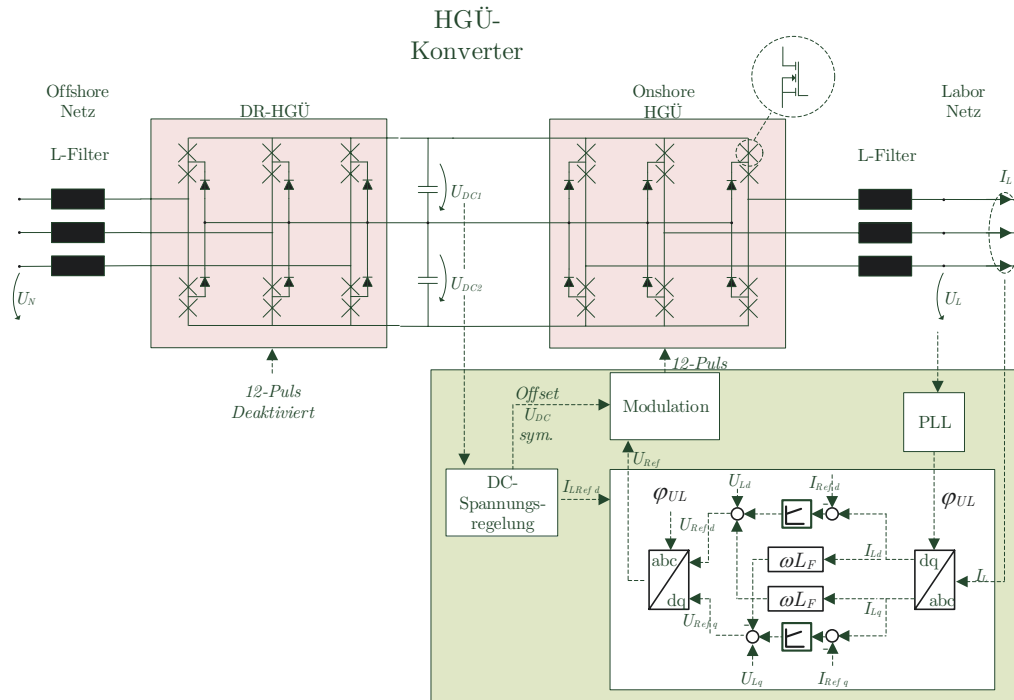 HGÜ-
Konverter
Offshore
Netz
DR-HGÜ
Onshore
HGÜ
Labor
Netz
L-Filter
L-Filter
I_L
U_DC1
U_DC2
U_N
U_L
12-Puls
Deaktiviert
12-Puls
Offset
U_DC
sym.
Modulation
PLL
U_Ref
DC-
Spannungs-
regelung
I_LRef d
φ_UL
U_Ld
I_Ref d
φ_UL
U_Ref d
abc
dq
ωL_F
I_Ld
dq
abc
I_L
ωL_F
I_Lq
U_Ref q
U_Lq
I_Ref q